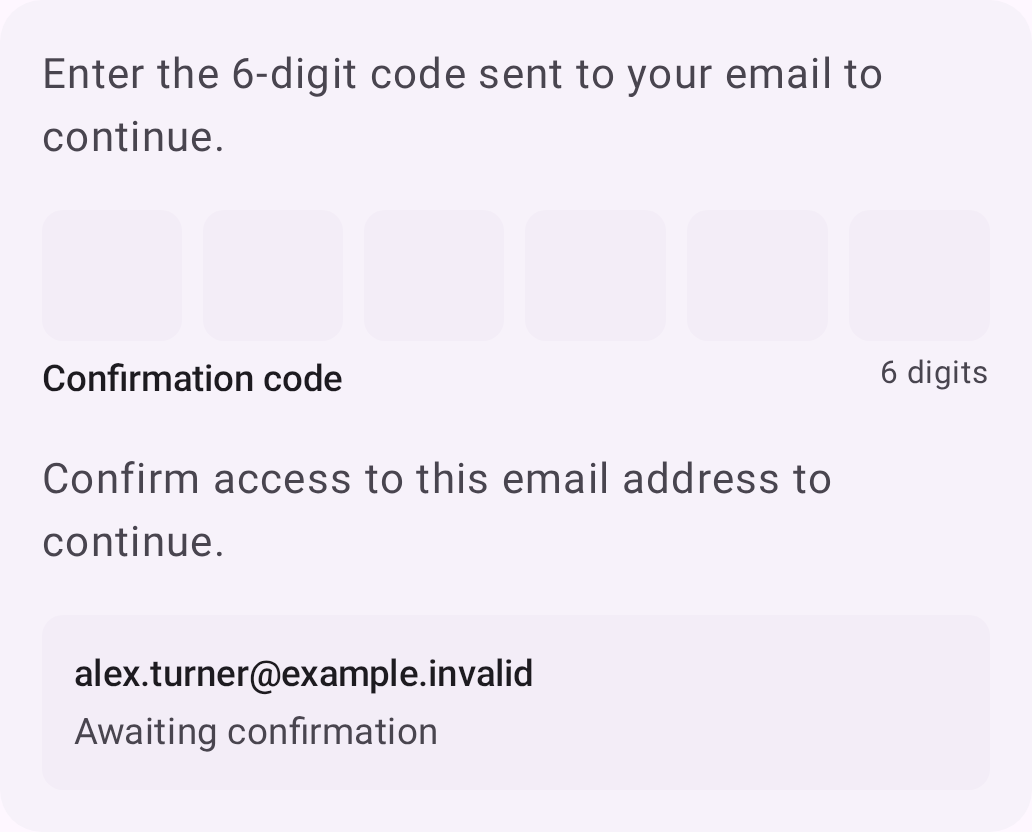 Enter the 6-digit code sent to your email to
continue.
Confirmation code
6 digits
Confirm access to this email address to
continue.
alex.turner@example.invalid
Awaiting confirmation